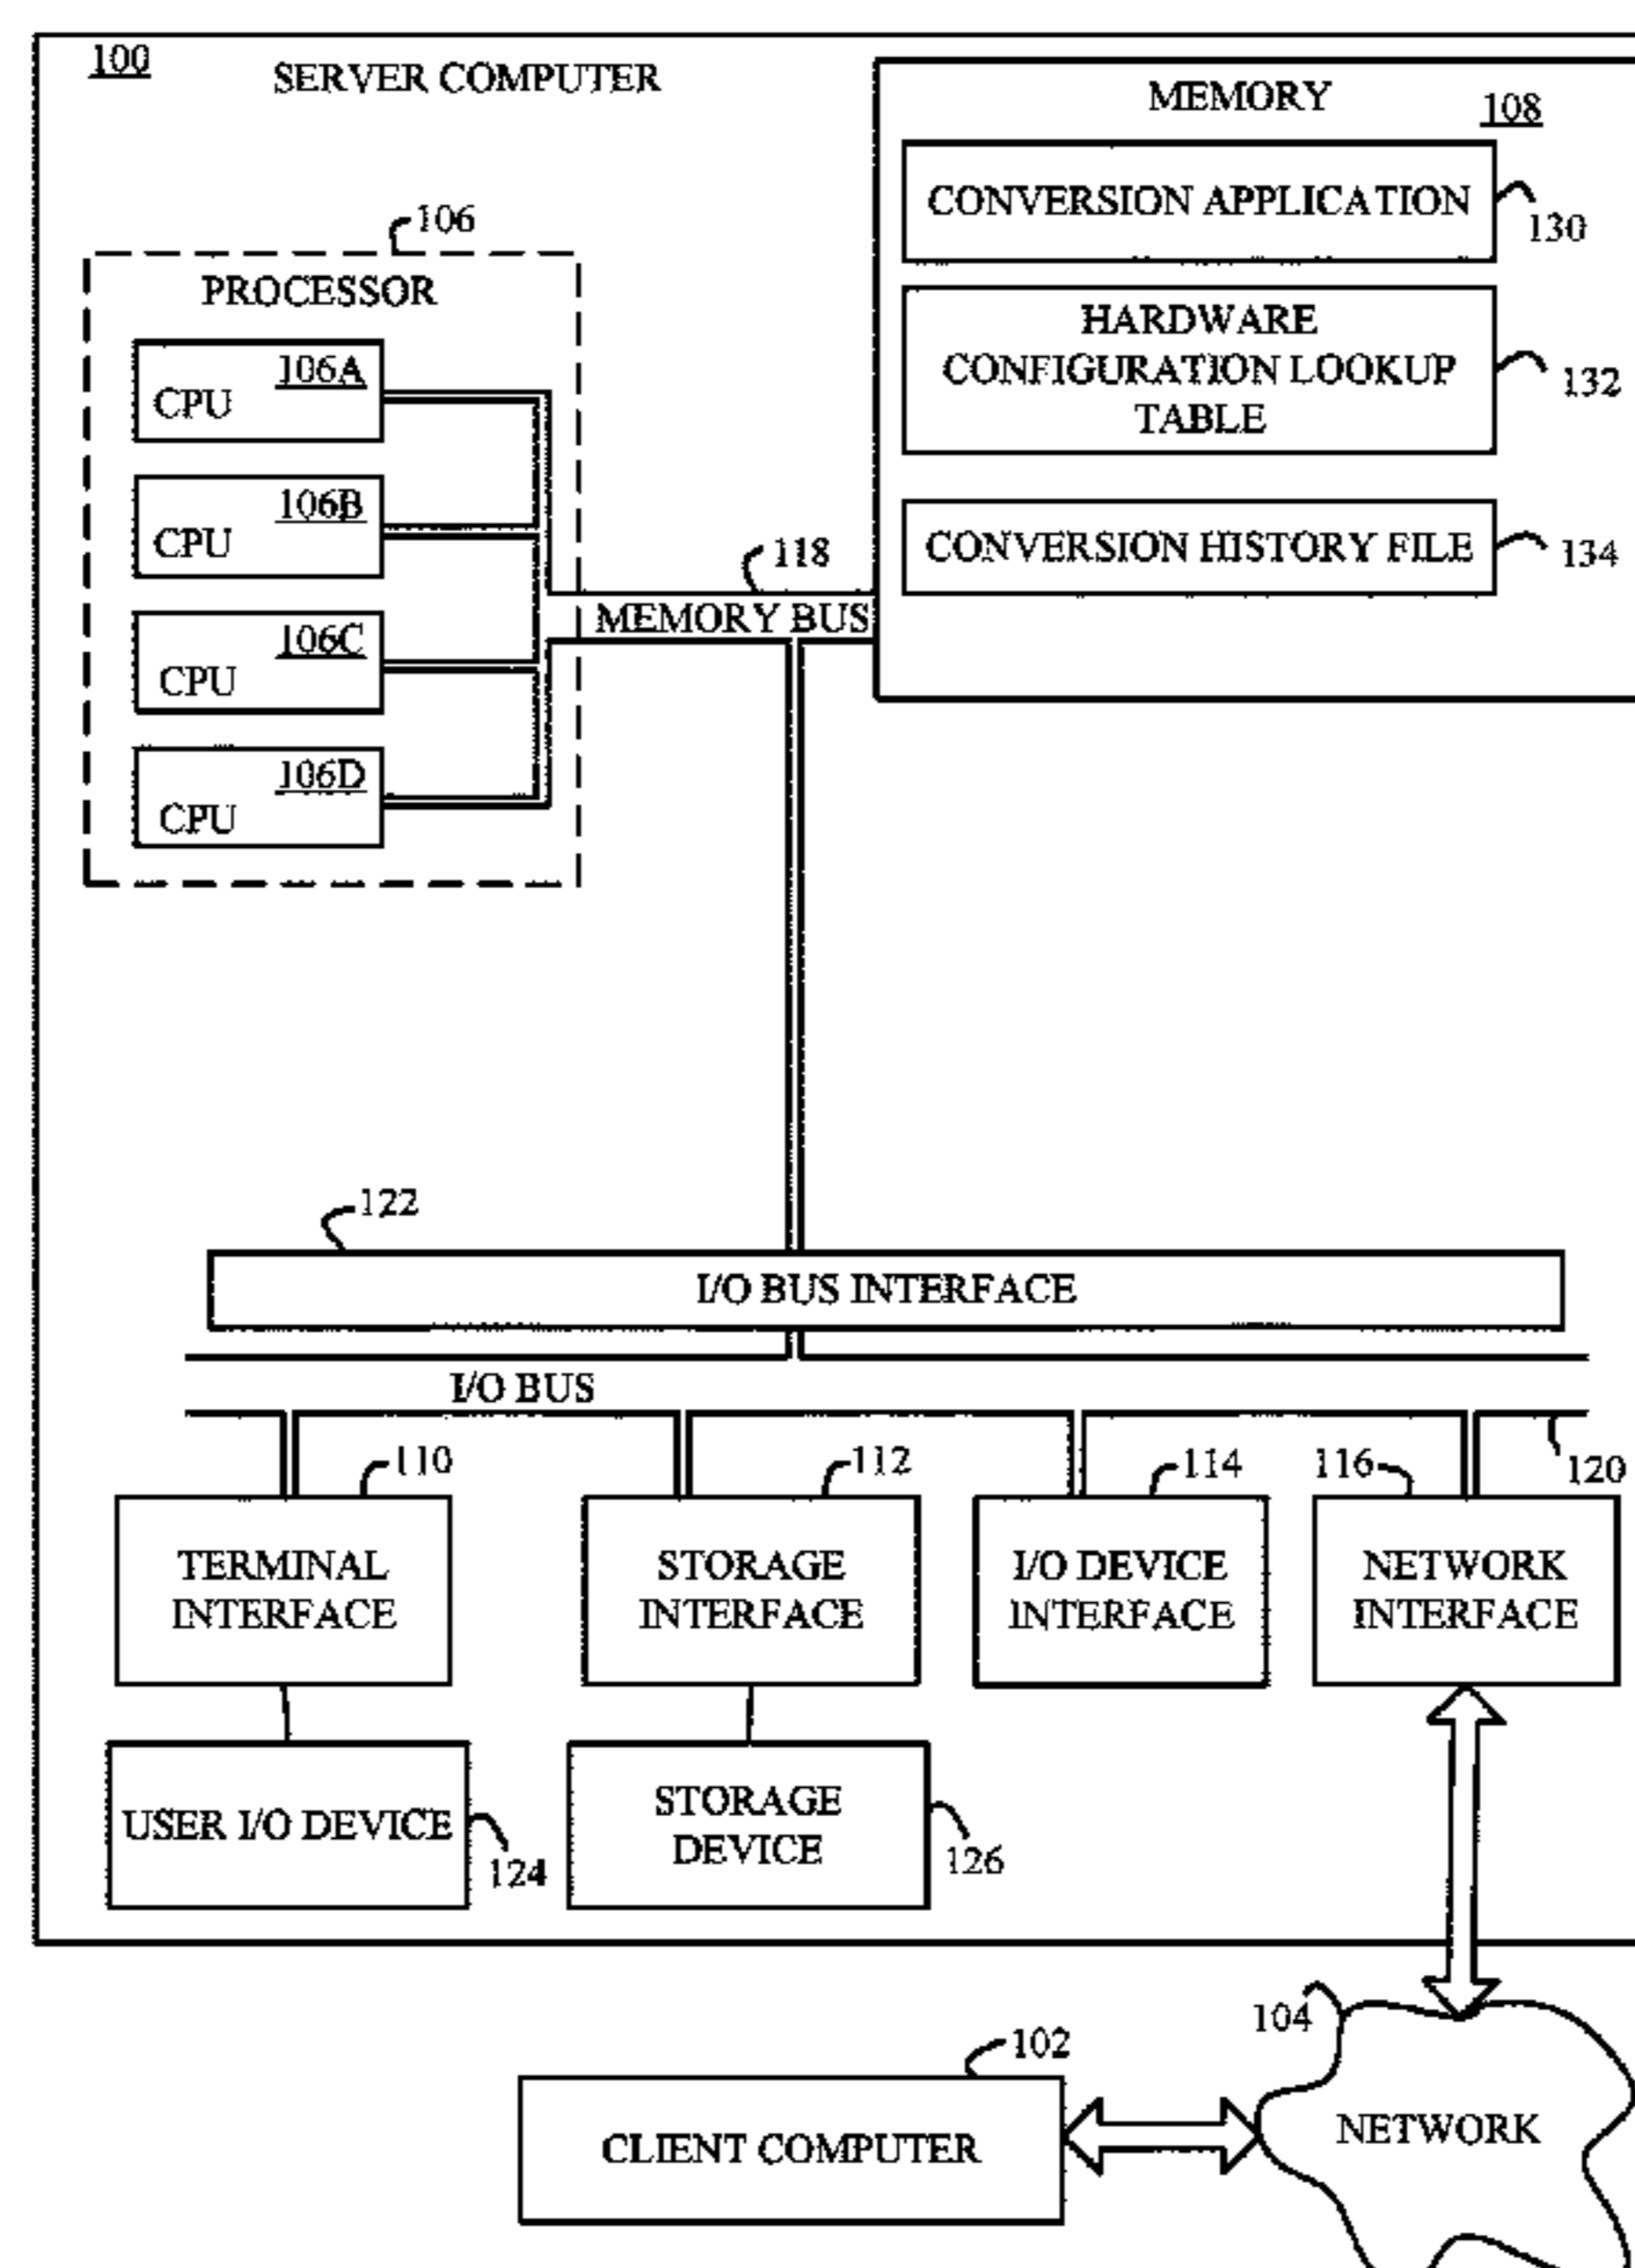 100
SERVER COMPUTER
MEMORY
108
CONVERSION APPLICATION
130
HARDWARE
CONFIGURATION LOOKUP
TABLE
132
CONVERSION HISTORY FILE
134
106
PROCESSOR
106A
CPU
106B
CPU
106C
CPU
106D
CPU
118
MEMORY BUS
122
I/O BUS INTERFACE
I/O BUS
120
110
TERMINAL
INTERFACE
112
STORAGE
INTERFACE
114
I/O DEVICE
INTERFACE
116
NETWORK
INTERFACE
USER I/O DEVICE
124
STORAGE
DEVICE
126
104
NETWORK
102
CLIENT COMPUTER